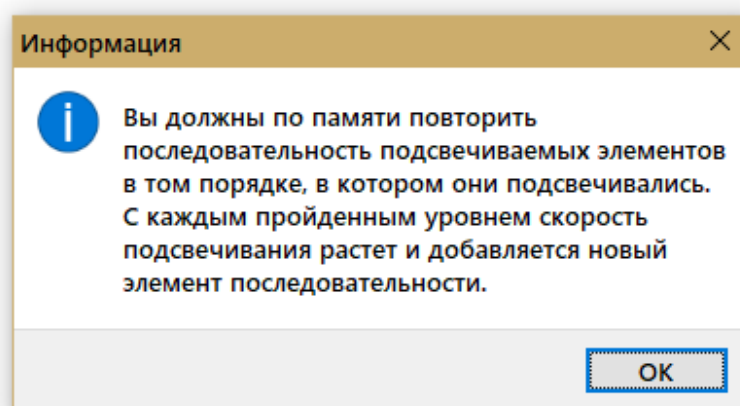 Информация
Вы должны по памяти повторить
последовательность подсвечиваемых элементов
в том порядке, в котором они подсвечивались.
С каждым пройденным уровнем скорость
подсвечивания растет и добавляется новый
элемент последовательности.
OK